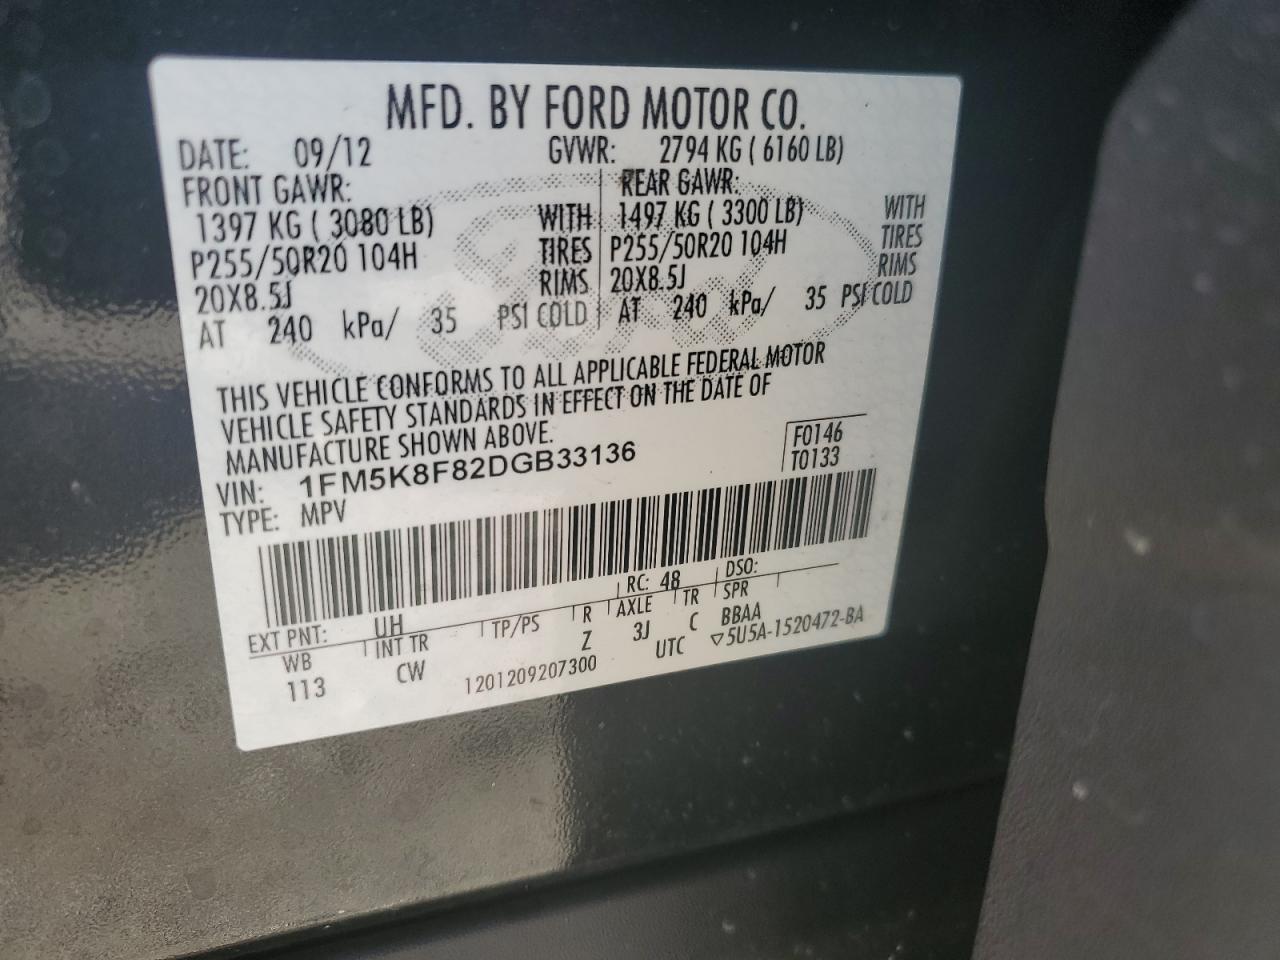 MFD. BY FORD MOTOR CO.
DATE: 09/12 GVWR: 2794 KG ( 6160 LB)
FRONT GAWR: REAR GAWR:
1397 KG ( 3080 LB) WITH 1497 KG ( 3300 LB) WITH
P255/50R20 104H TIRES P255/50R20 104H TIRES
20X8.5J RIMS 20X8.5J RIMS
AT 240 kPa/ 35 PSI COLD AT 240 kPa/ 35 PSI COLD
THIS VEHICLE CONFORMS TO ALL APPLICABLE FEDERAL MOTOR
VEHICLE SAFETY STANDARDS IN EFFECT ON THE DATE OF
MANUFACTURE SHOWN ABOVE.
F0146
VIN: 1FM5K8F82DGB33136
T0133
TYPE: MPV
EXT PNT: UH RC: 48 DSO:
WB INT TR TP/PS R AXLE TR SPR
113 CW Z 3J C BBAA
1201209207300 UTC ▽5U5A-1520472-BA